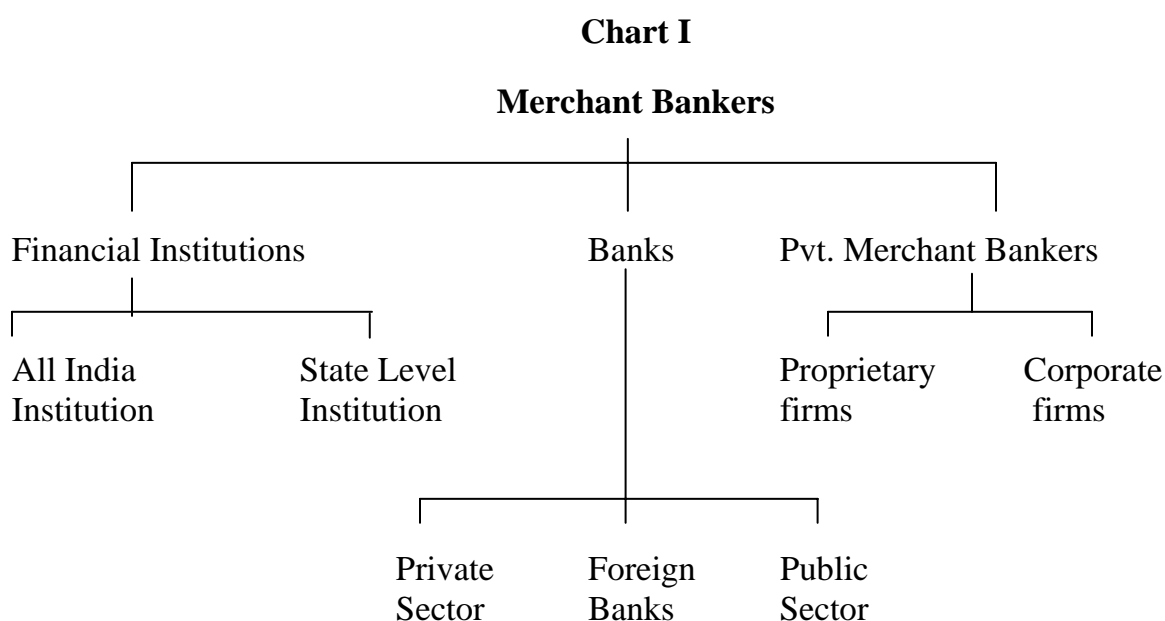 Chart I
Merchant Bankers
Financial Institutions
Banks
Pvt. Merchant Bankers
All India
Institution
State Level
Institution
Proprietary
firms
Corporate
firms
Private
Sector
Foreign
Banks
Public
Sector